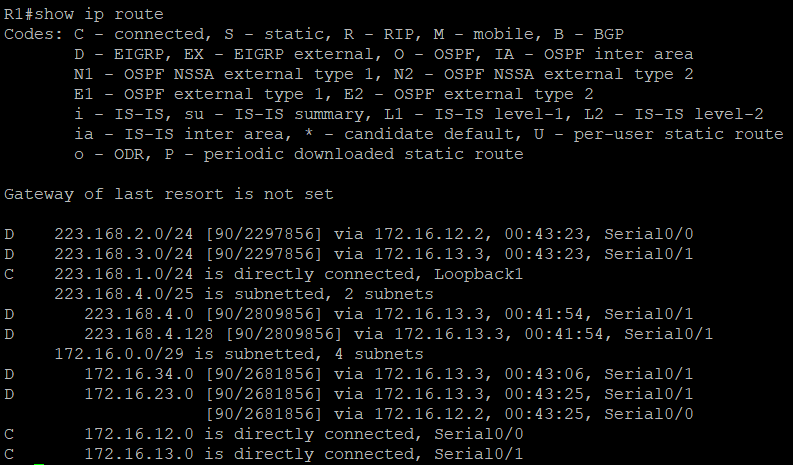 R1#show ip route
Codes: C - connected, S - static, R - RIP, M - mobile, B - BGP
       D - EIGRP, EX - EIGRP external, O - OSPF, IA - OSPF inter area
       N1 - OSPF NSSA external type 1, N2 - OSPF NSSA external type 2
       E1 - OSPF external type 1, E2 - OSPF external type 2
       i - IS-IS, su - IS-IS summary, L1 - IS-IS level-1, L2 - IS-IS level-2
       ia - IS-IS inter area, * - candidate default, U - per-user static route
       o - ODR, P - periodic downloaded static route

Gateway of last resort is not set

D    223.168.2.0/24 [90/2297856] via 172.16.12.2, 00:43:23, Serial0/0
D    223.168.3.0/24 [90/2297856] via 172.16.13.3, 00:43:23, Serial0/1
C    223.168.1.0/24 is directly connected, Loopback1
     223.168.4.0/25 is subnetted, 2 subnets
D       223.168.4.0 [90/2809856] via 172.16.13.3, 00:41:54, Serial0/1
D       223.168.4.128 [90/2809856] via 172.16.13.3, 00:41:54, Serial0/1
     172.16.0.0/29 is subnetted, 4 subnets
D       172.16.34.0 [90/2681856] via 172.16.13.3, 00:43:06, Serial0/1
D       172.16.23.0 [90/2681856] via 172.16.13.3, 00:43:25, Serial0/1
                    [90/2681856] via 172.16.12.2, 00:43:25, Serial0/0
C       172.16.12.0 is directly connected, Serial0/0
C       172.16.13.0 is directly connected, Serial0/1